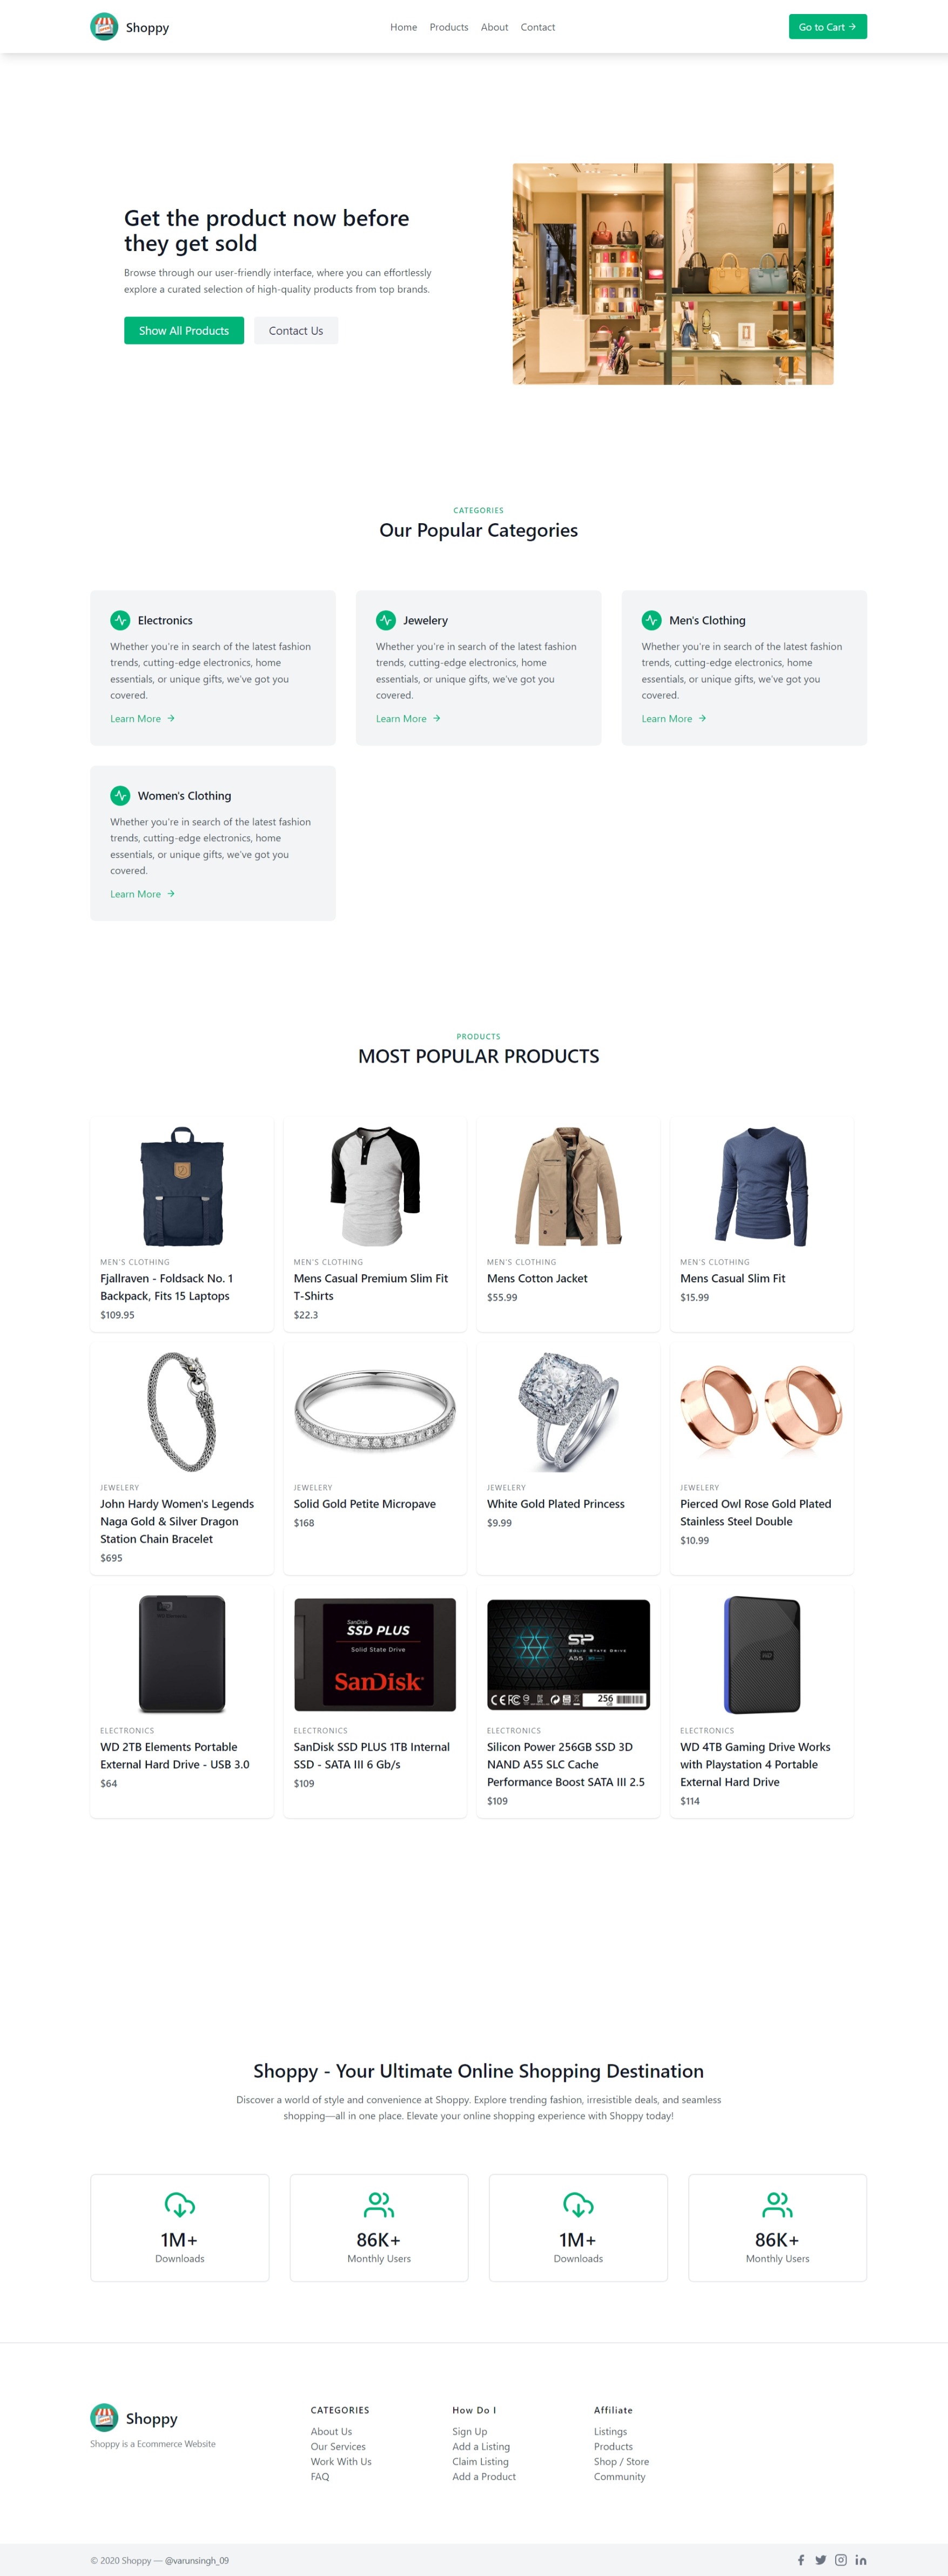 Shoppy
Home Products About Contact
Go to Cart
Get the product now before
they get sold
Browse through our user-friendly interface, where you can effortlessly
explore a curated selection of high-quality products from top brands.
Show All Products
Contact Us
CATEGORIES
Our Popular Categories
Electronics
Whether you're in search of the latest fashion
trends, cutting-edge electronics, home
essentials, or unique gifts, we've got you
covered.
Learn More
Jewelery
Whether you're in search of the latest fashion
trends, cutting-edge electronics, home
essentials, or unique gifts, we've got you
covered.
Learn More
Men's Clothing
Whether you're in search of the latest fashion
trends, cutting-edge electronics, home
essentials, or unique gifts, we've got you
covered.
Learn More
Women's Clothing
Whether you're in search of the latest fashion
trends, cutting-edge electronics, home
essentials, or unique gifts, we've got you
covered.
Learn More
PRODUCTS
MOST POPULAR PRODUCTS
MEN'S CLOTHING
Fjallraven - Foldsack No. 1
Backpack, Fits 15 Laptops
$109.95
MEN'S CLOTHING
Mens Casual Premium Slim Fit
T-Shirts
$22.3
MEN'S CLOTHING
Mens Cotton Jacket
$55.99
MEN'S CLOTHING
Mens Casual Slim Fit
$15.99
JEWELERY
John Hardy Women's Legends
Naga Gold & Silver Dragon
Station Chain Bracelet
$695
JEWELERY
Solid Gold Petite Micropave
$168
JEWELERY
White Gold Plated Princess
$9.99
JEWELERY
Pierced Owl Rose Gold Plated
Stainless Steel Double
$10.99
ELECTRONICS
WD 2TB Elements Portable
External Hard Drive - USB 3.0
$64
SanDisk
SSD PLUS
Solid State Drive
SanDisk
ELECTRONICS
SanDisk SSD PLUS 1TB Internal
SSD - SATA III 6 Gb/s
$109
SP
Solid State Drive
A55
256
GB
ELECTRONICS
Silicon Power 256GB SSD 3D
NAND A55 SLC Cache
Performance Boost SATA III 2.5
$109
WD
ELECTRONICS
WD 4TB Gaming Drive Works
with Playstation 4 Portable
External Hard Drive
$114
Shoppy - Your Ultimate Online Shopping Destination
Discover a world of style and convenience at Shoppy. Explore trending fashion, irresistible deals, and seamless
shopping—all in one place. Elevate your online shopping experience with Shoppy today!
1M+
Downloads
86K+
Monthly Users
1M+
Downloads
86K+
Monthly Users
Shoppy
Shoppy is a Ecommerce Website
CATEGORIES
About Us
Our Services
Work With Us
FAQ
How Do I
Sign Up
Add a Listing
Claim Listing
Add a Product
Affiliate
Listings
Products
Shop / Store
Community
© 2020 Shoppy — @varunsingh_09